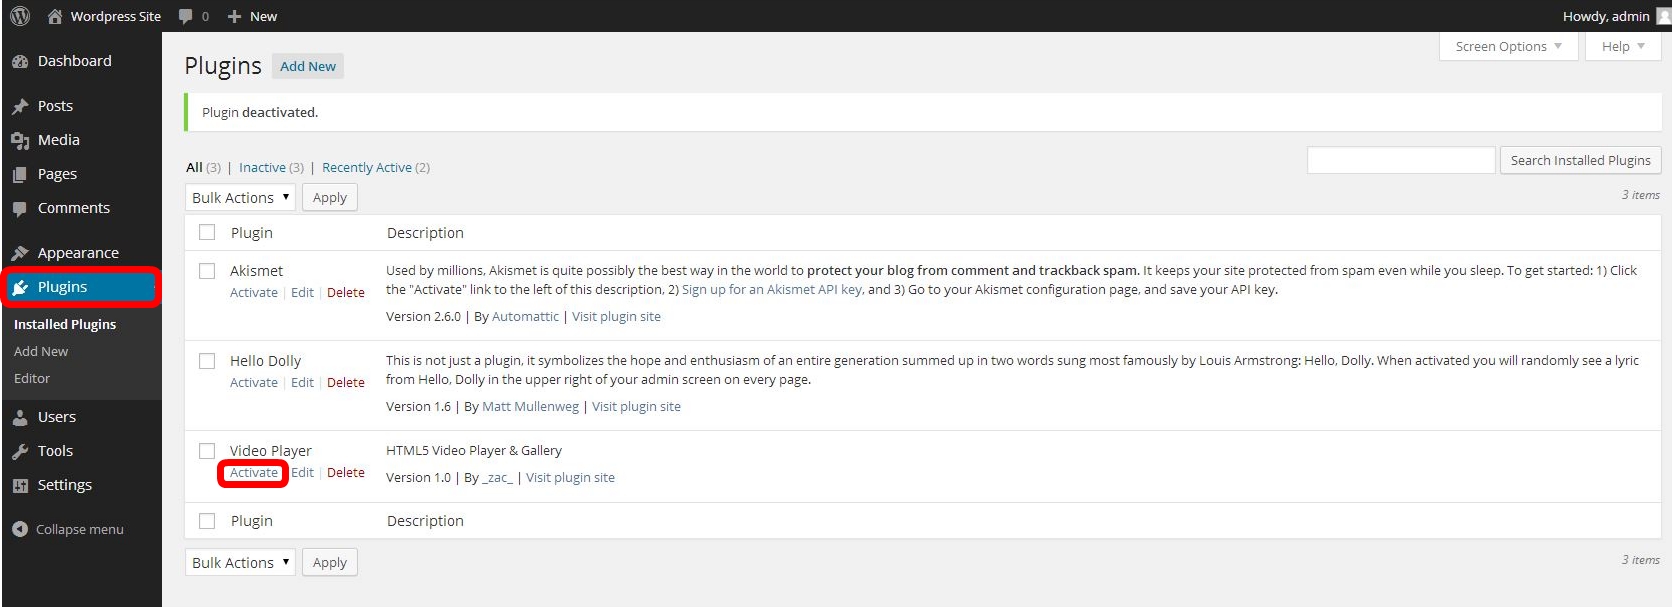 Wordpress Site 0 New Howdy, admin
Dashboard
Posts
Media
Pages
Comments
Appearance
Plugins
Installed Plugins
Add New
Editor
Users
Tools
Settings
Collapse menu
Screen Options Help
Plugins Add New
Plugin deactivated.
All (3) | Inactive (3) | Recently Active (2)
Search Installed Plugins
Bulk Actions Apply
3 items
Plugin Description
Akismet
Activate | Edit | Delete
Used by millions, Akismet is quite possibly the best way in the world to protect your blog from comment and trackback spam. It keeps your site protected from spam even while you sleep. To get started: 1) Click
the "Activate" link to the left of this description, 2) Sign up for an Akismet API key, and 3) Go to your Akismet configuration page, and save your API key.
Version 2.6.0 | By Automattic | Visit plugin site
Hello Dolly
Activate | Edit | Delete
This is not just a plugin, it symbolizes the hope and enthusiasm of an entire generation summed up in two words sung most famously by Louis Armstrong: Hello, Dolly. When activated you will randomly see a lyric
from Hello, Dolly in the upper right of your admin screen on every page.
Version 1.6 | By Matt Mullenweg | Visit plugin site
Video Player
Activate Edit | Delete
HTML5 Video Player & Gallery
Version 1.0 | By _zac_ | Visit plugin site
Plugin Description
Bulk Actions Apply
3 items